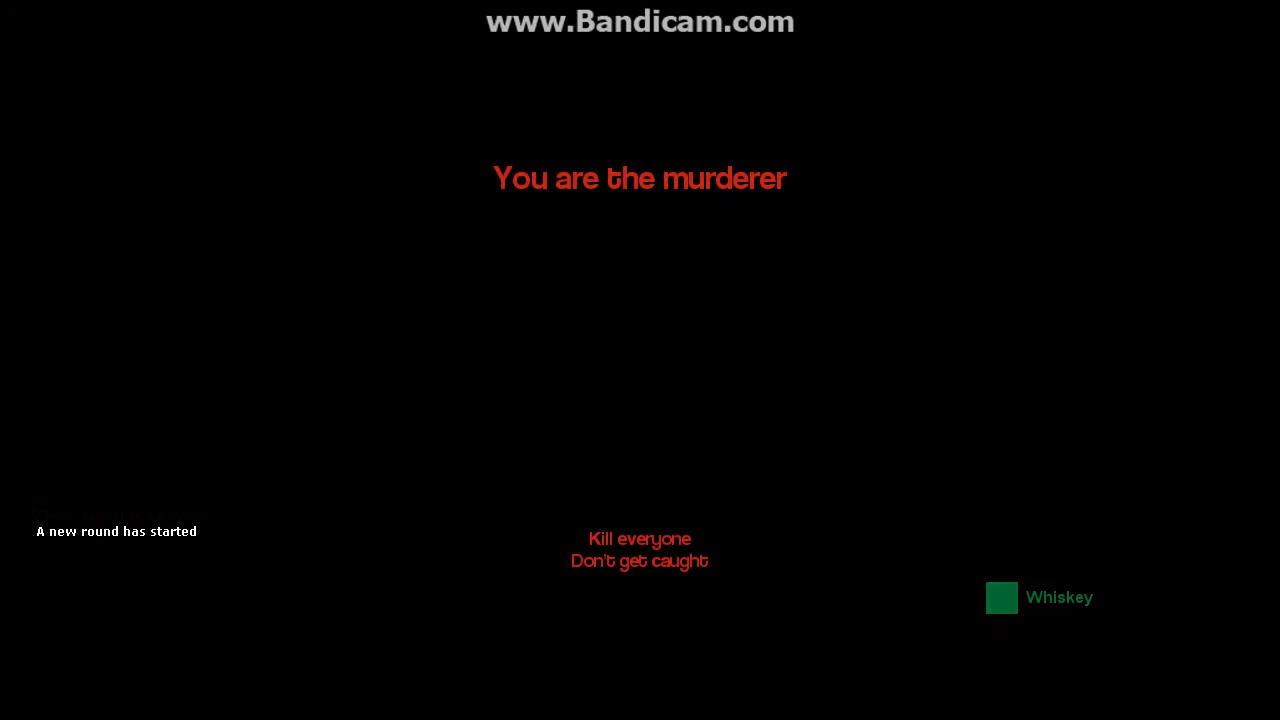 www.Bandicam.com
You are the murderer
A new round has started
Kill everyone
Don't get caught
Whiskey